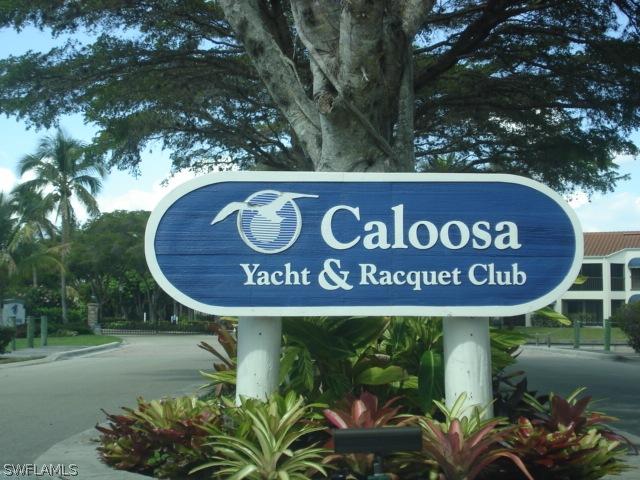 Caloosa
Yacht & Racquet Club
SWFLAMLS